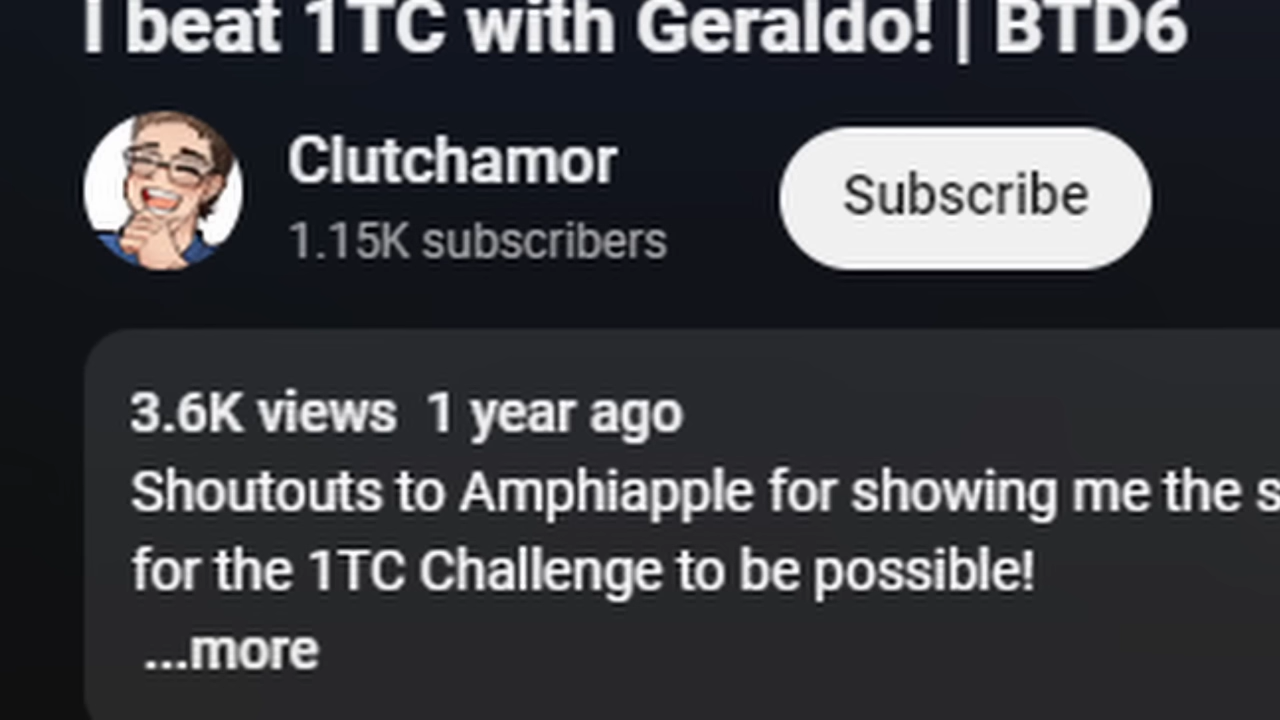 I beat 1TC with Geraldo! | BTD6
Clutchamor
Subscribe
1.15K subscribers
3.6K views 1 year ago
Shoutouts to Amphiapple for showing me the
for the 1TC Challenge to be possible!
...more